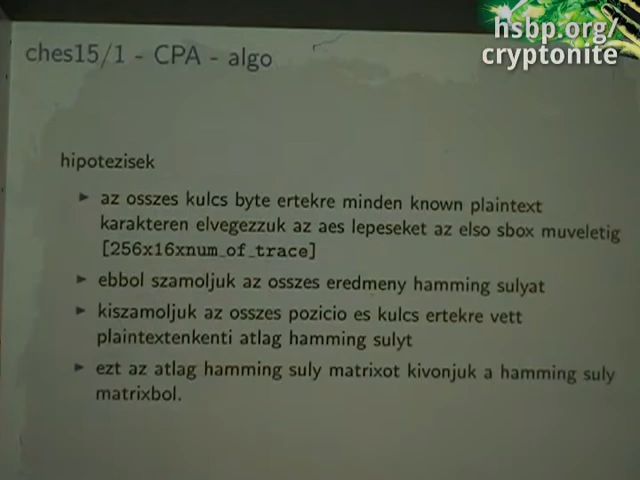 hsbp.org/
cryptonite
ches15/1 - CPA - algo
hipotezisek
► az osszes kulcs byte ertekre minden known plaintext
karakteren elvegezzuk az aes lepeseket az elso sbox muveletig
[256x16xnum_of_trace]
► ebbol szamoljuk az osszes eredmeny hamming sulyat
► kiszamoljuk az osszes pozicio es kulcs ertekre vett
plaintextenkenti atlag hamming sulyt
► ezt az atlag hamming suly matrixot kivonjuk a hamming suly
matrixbol.